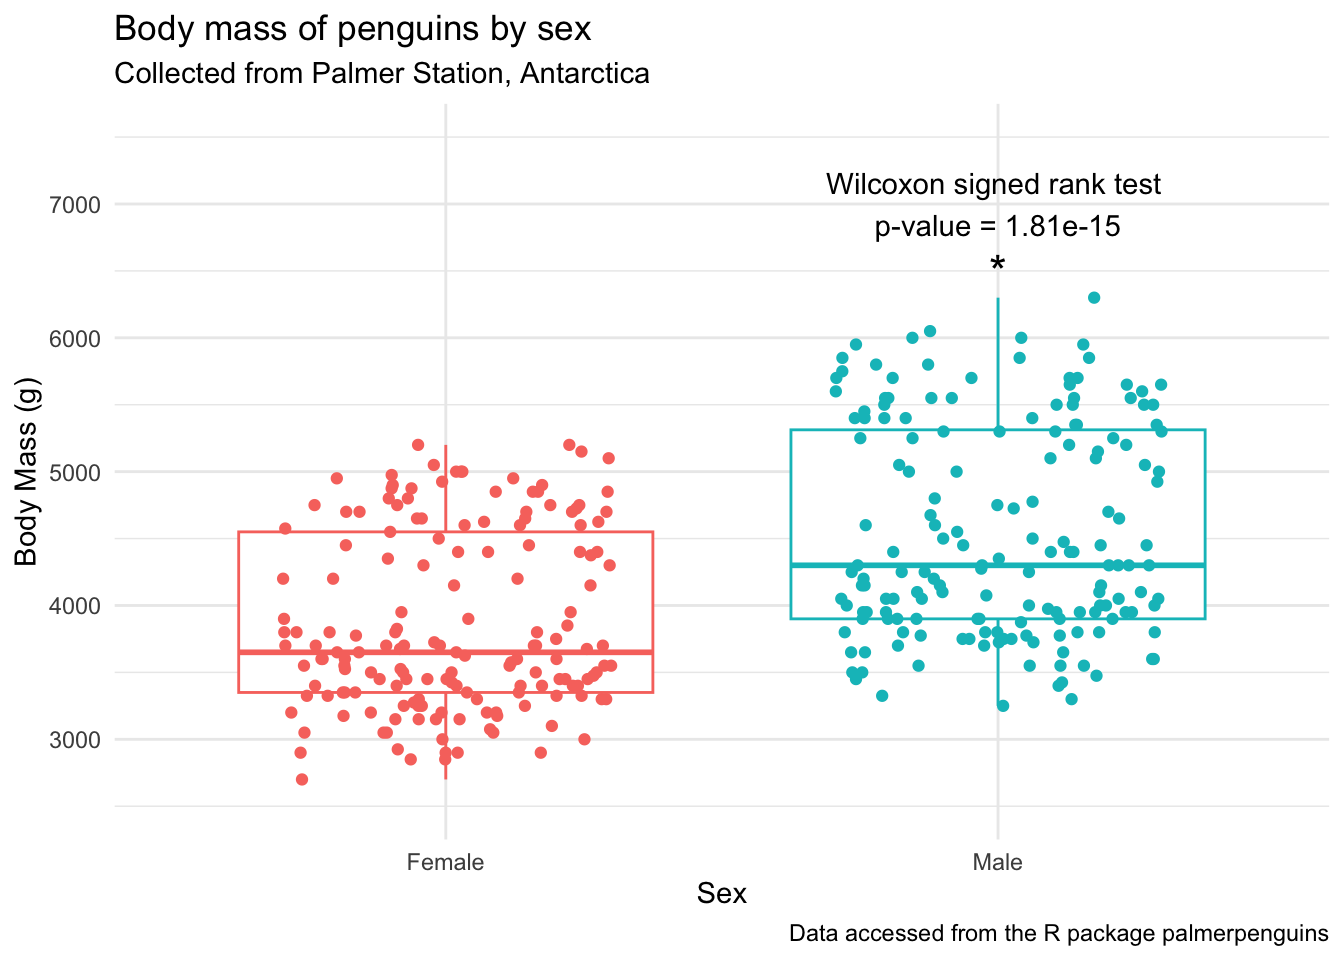 Body mass of penguins by sex
Collected from Palmer Station, Antarctica
Wilcoxon signed rank test
p-value = 1.81e-15
*
7000
6000
5000
4000
3000
Body Mass (g)
Female
Male
Sex
Data accessed from the R package palmerpenguins